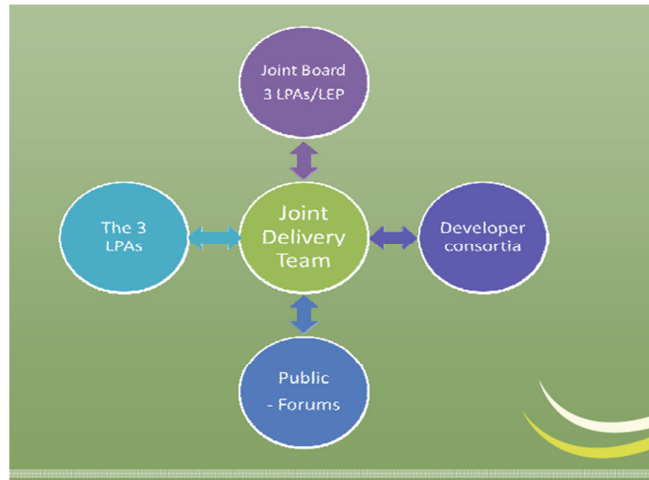 Joint Board
3 LPAs/LEP
The 3
LPAs
Joint
Delivery
Team
Developer
consortia
Public
- Forums